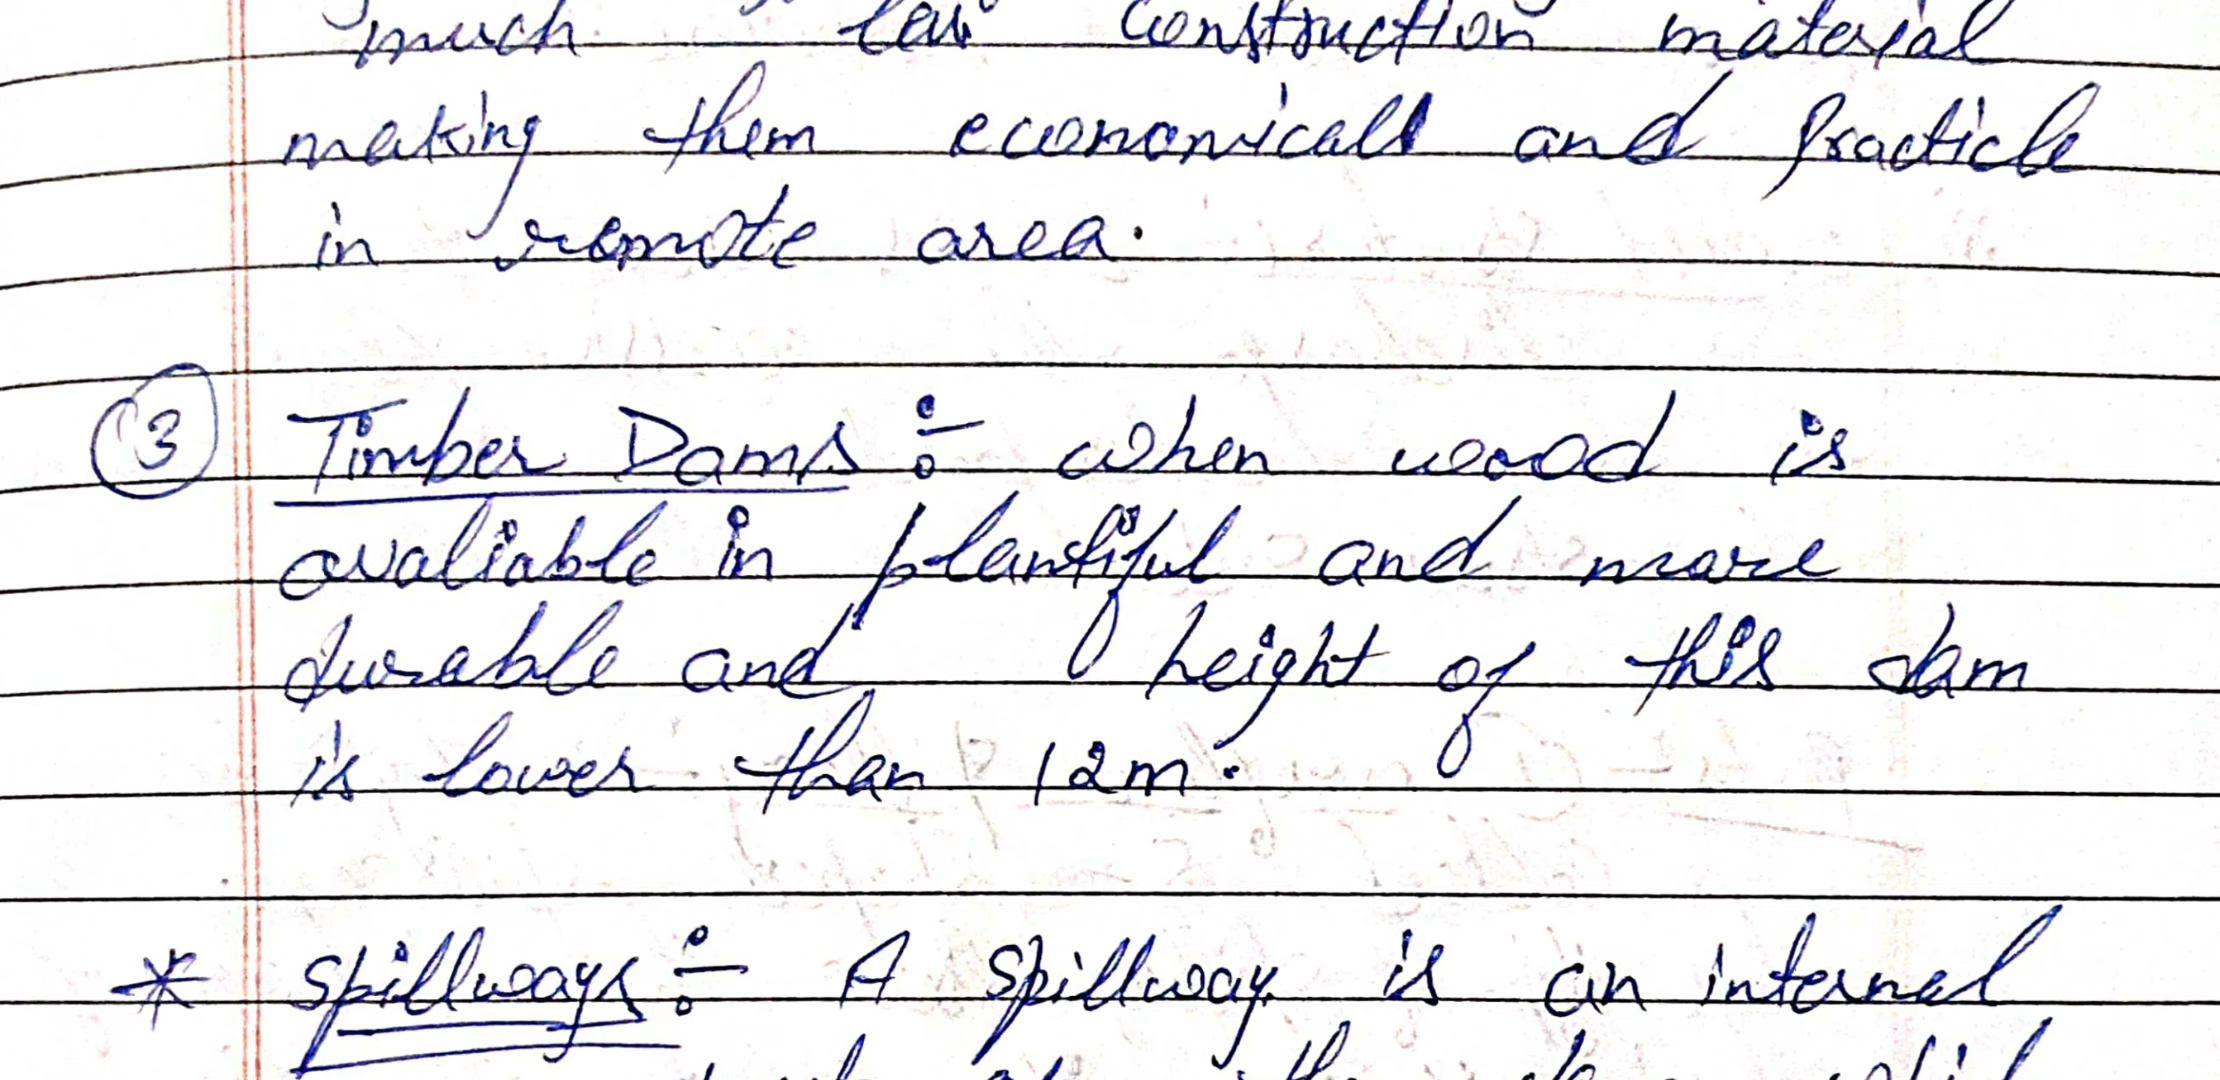 much less construction material
making them economicall and practicle
in remote area.
③ Timber Dams ÷ when wood is
avaliable in plantiful and more
durable and height of this dam
is lower than 12m.
* Spillways ÷ A spillway is an internal